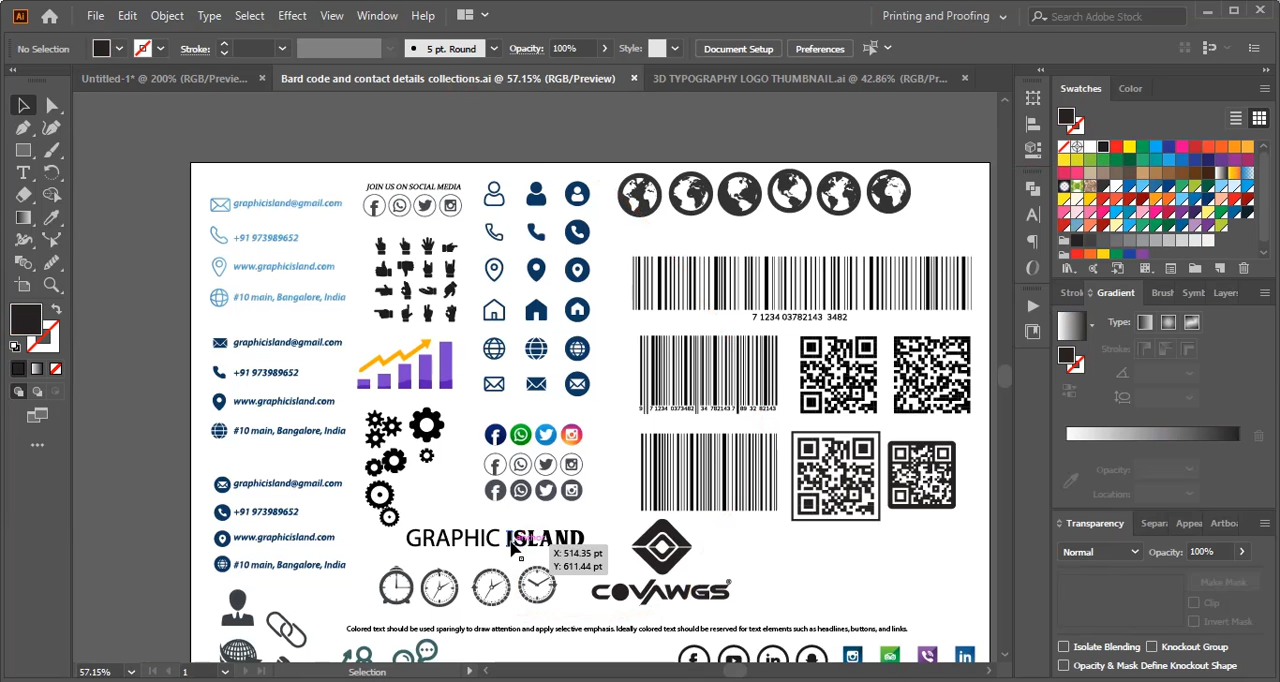 Ai File Edit Object Type Select Effect View Window Help Printing and Proofing Search Adobe Stock
No Selection Stroke: 5 pt. Round Opacity: 100% Style: Document Setup Preferences
Untitled-1* @ 200% (RGB/Previe... Bard code and contact details collections.ai @ 57.15% (RGB/Preview) 3D TYPOGRAPHY LOGO THUMBNAIL.ai @ 42.86% (RGB/Pr...
Swatches Color
graphicisland@gmail.com
+91 973989652
www.graphicisland.com
#10 main, Bangalore, India
graphicisland@gmail.com
+91 973989652
www.graphicisland.com
#10 main, Bangalore, India
graphicisland@gmail.com
+91 973989652
www.graphicisland.com
#10 main, Bangalore, India
JOIN US ON SOCIAL MEDIA
7 1234 03782143 3482
GRAPHIC ISLAND
X: 514.35 pt
Y: 611.44 pt
COVAWGS®
Colored text should be used sparingly to draw attention and apply selective emphasis. Ideally colored text should be reserved for text elements such as headlines, buttons, and links.
Strok Gradient Brush Symt Layers
Type:
Stroke:
Opacity:
Location:
Transparency Separa Appea Artboa
Normal Opacity: 100%
Make Mask
Clip
Invert Mask
Isolate Blending Knockout Group
Opacity & Mask Define Knockout Shape
57.15% 1 Selection